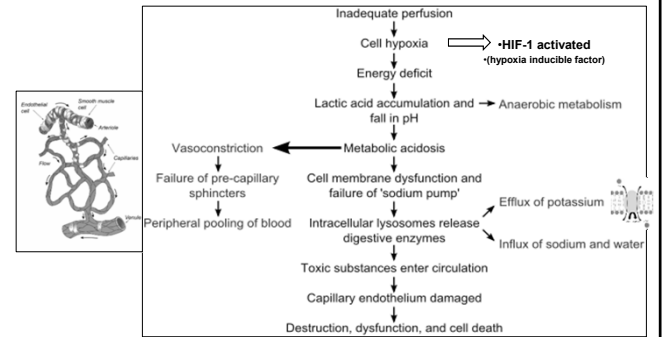 Inadequate perfusion
Cell hypoxia
•HIF-1 activated
•(hypoxia inducible factor)
Energy deficit
Lactic acid accumulation and
fall in pH
Anaerobic metabolism
Vasoconstriction
Metabolic acidosis
Failure of pre-capillary
sphincters
Cell membrane dysfunction and
failure of 'sodium pump'
Peripheral pooling of blood
Intracellular lysosomes release
digestive enzymes
Efflux of potassium
Influx of sodium and water
Toxic substances enter circulation
Capillary endothelium damaged
Destruction, dysfunction, and cell death
Endothelial
cell
Smooth muscle
cell
Arteriole
Capillaries
Flow
Venule